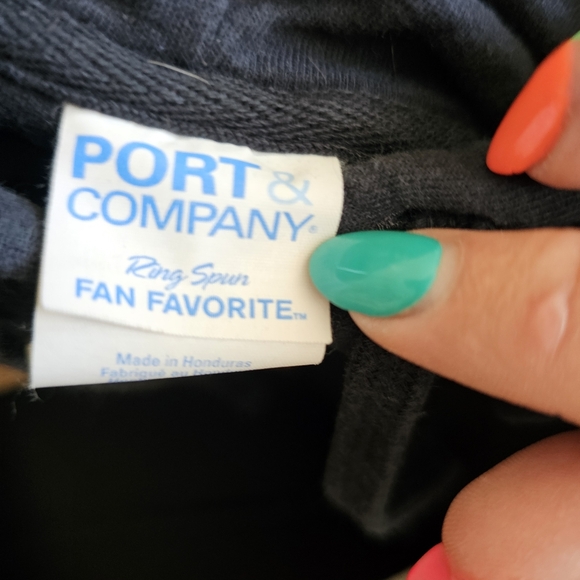 PORT &
COMPANY®
Ring Spun
FAN FAVORITE™
Made in Honduras
Fabriqué au